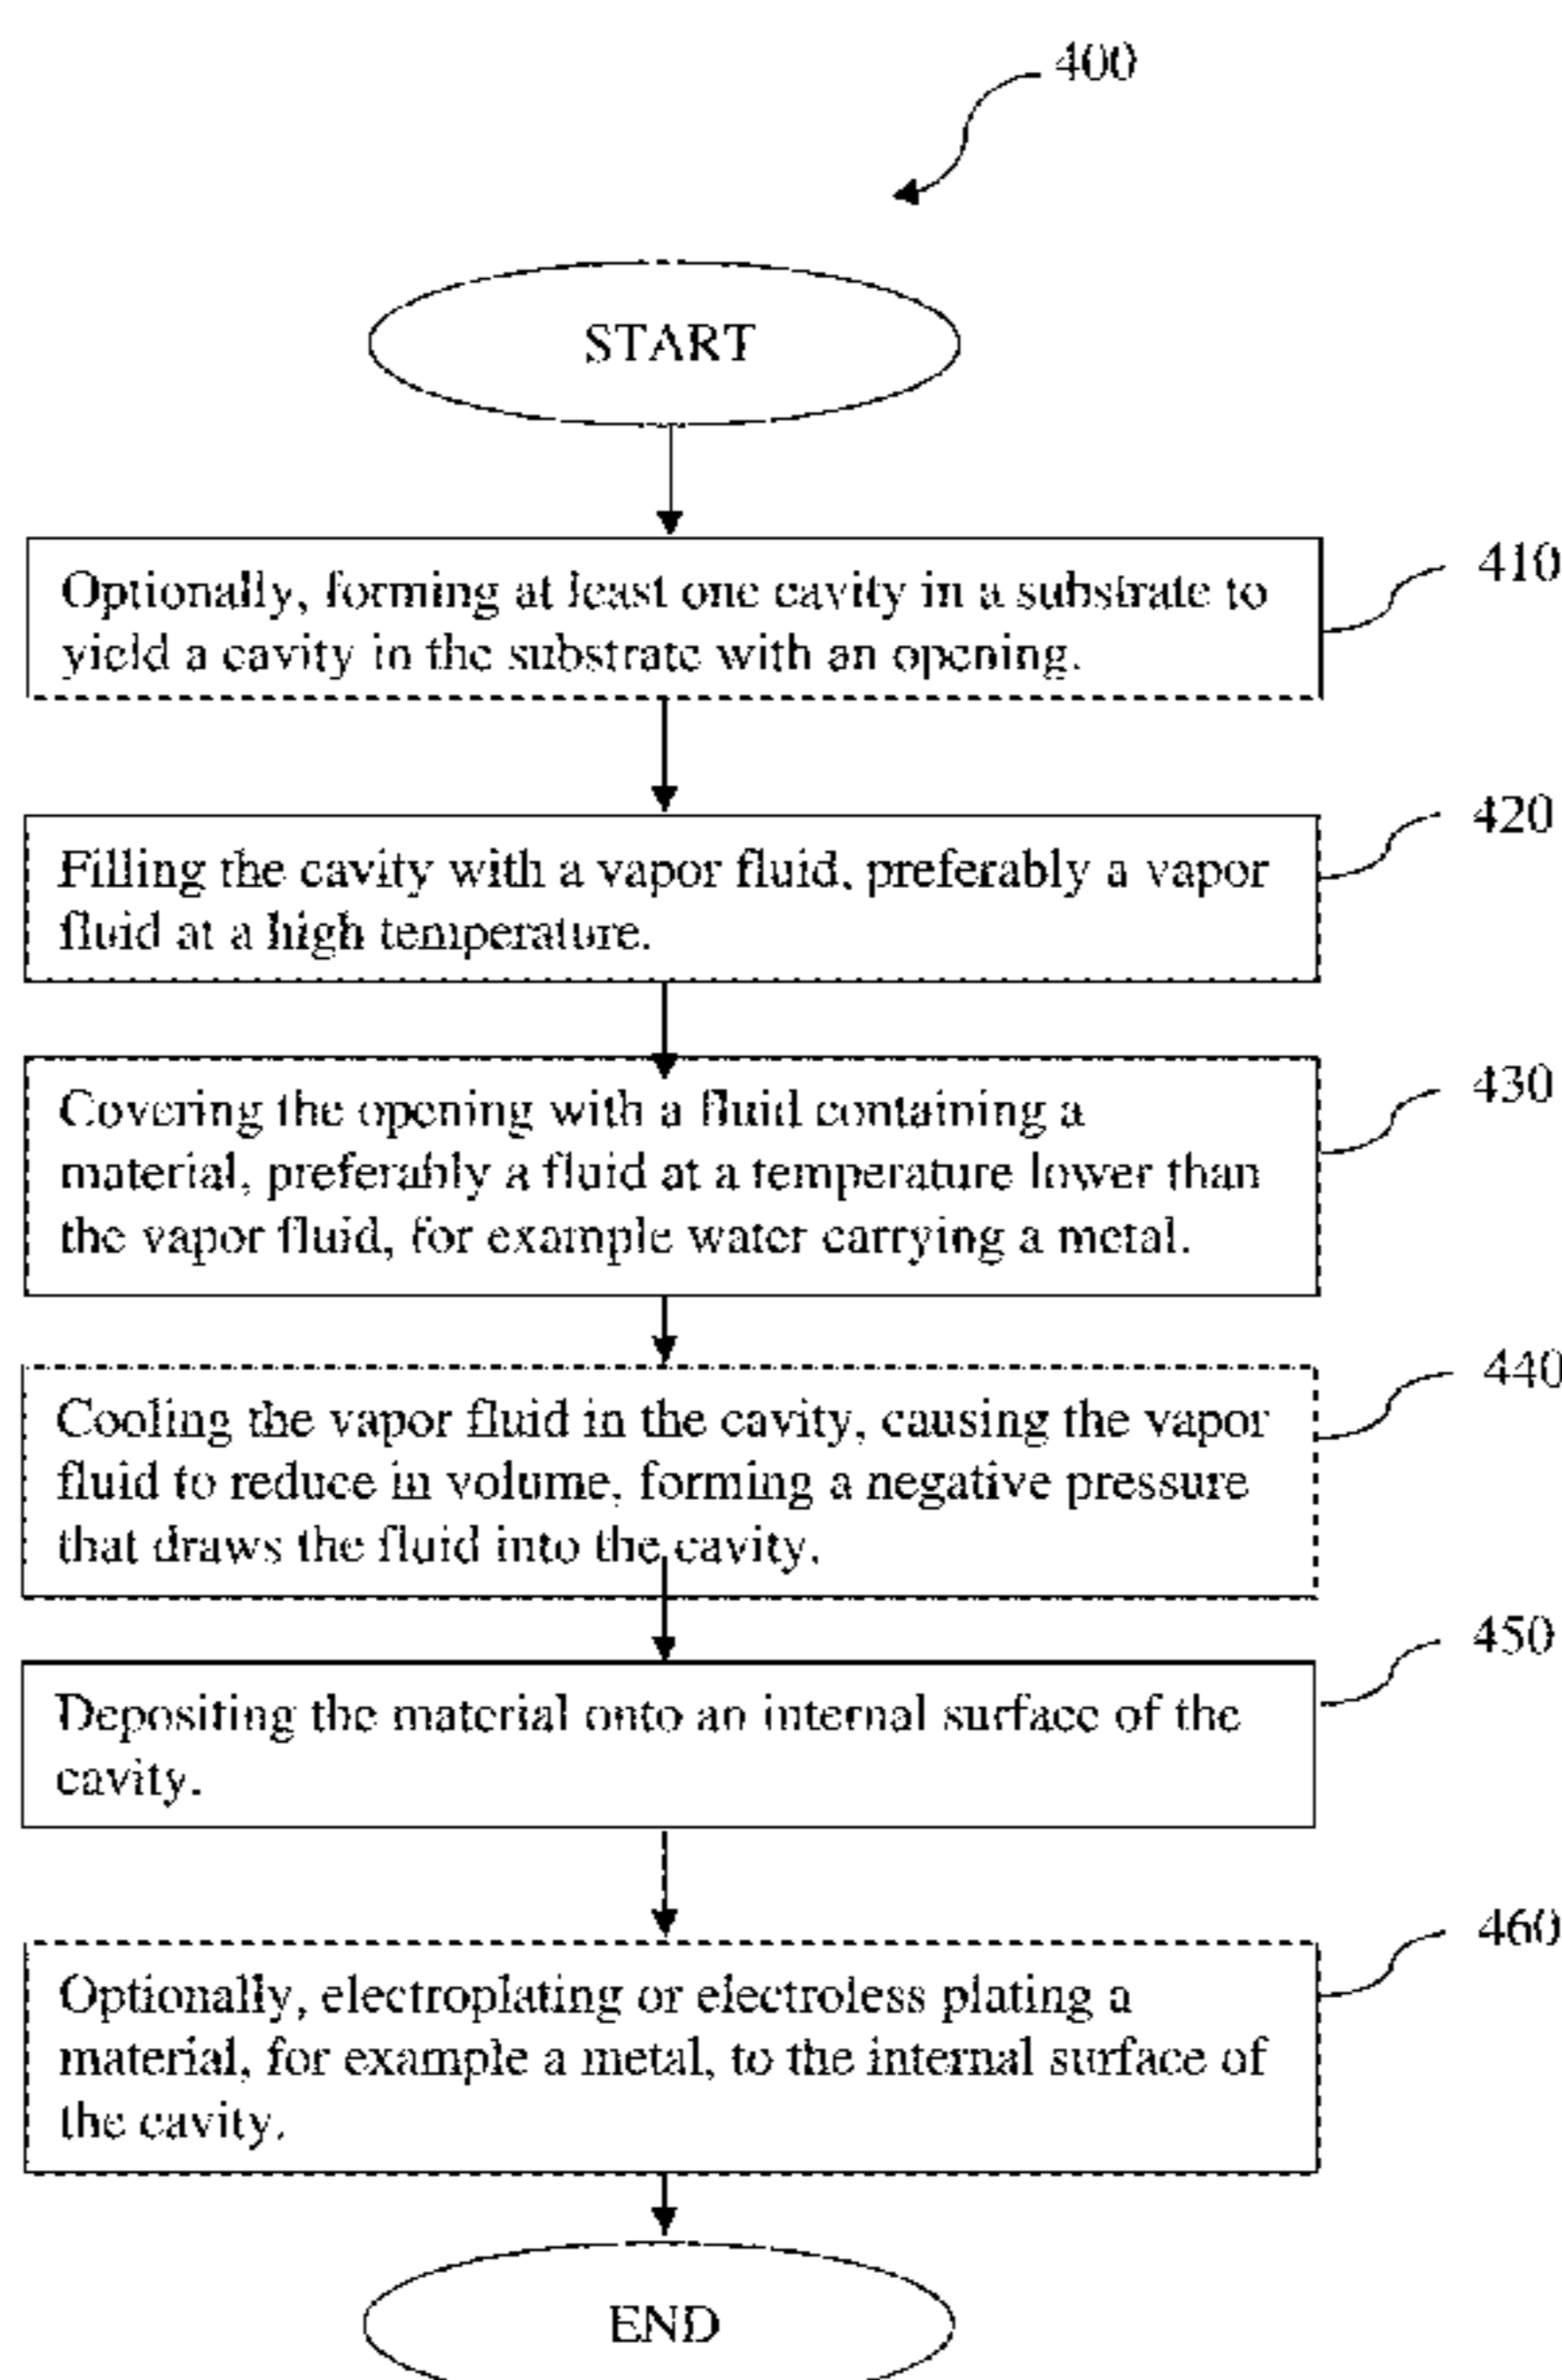 400
START
Optionally, forming at least one cavity in a substrate to
yield a cavity in the substrate with an opening.
410
Filling the cavity with a vapor fluid, preferably a vapor
fluid at a high temperature.
420
Covering the opening with a fluid containing a
material, preferably a fluid at a temperature lower than
the vapor fluid, for example water carrying a metal.
430
Cooling the vapor fluid in the cavity, causing the vapor
fluid to reduce in volume, forming a negative pressure
that draws the fluid into the cavity.
440
Depositing the material onto an internal surface of the
cavity.
450
Optionally, electroplating or electroless plating a
material, for example a metal, to the internal surface of
the cavity.
460
END